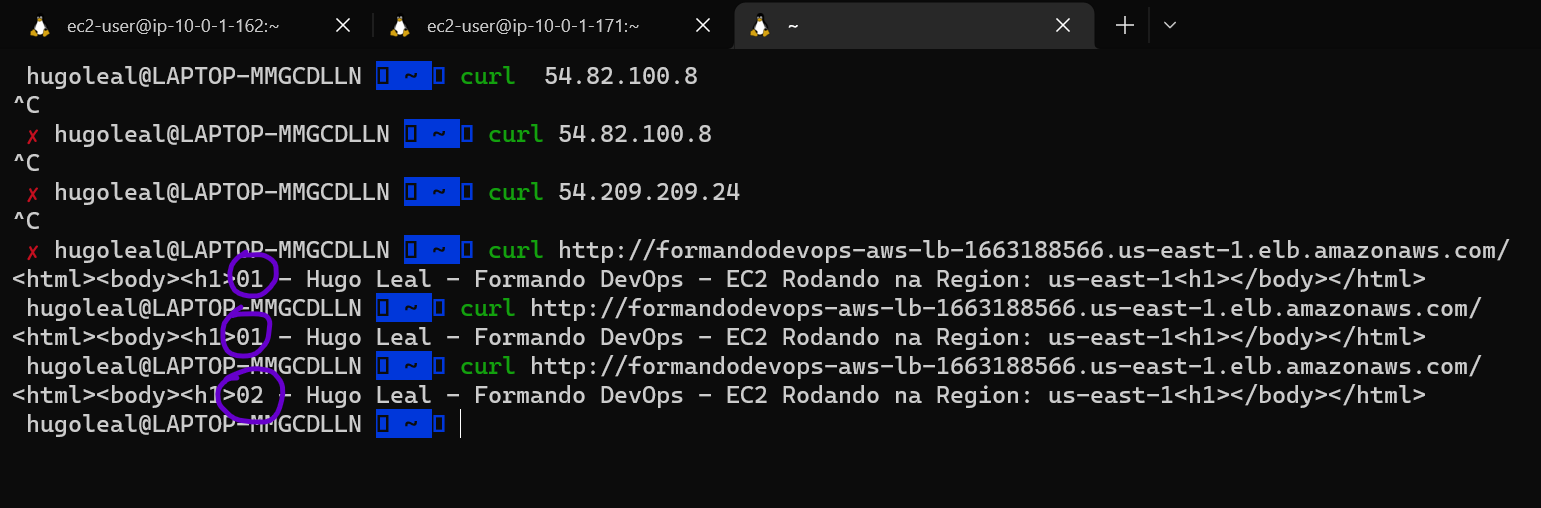 ec2-user@ip-10-0-1-162:~ ec2-user@ip-10-0-1-171:~ ~
hugoleal@LAPTOP-MMGCDLLN ~ curl  54.82.100.8
^C
✗ hugoleal@LAPTOP-MMGCDLLN ~ curl 54.82.100.8
^C
✗ hugoleal@LAPTOP-MMGCDLLN ~ curl 54.209.209.24
^C
✗ hugoleal@LAPTOP-MMGCDLLN ~ curl http://formandodevops-aws-lb-1663188566.us-east-1.elb.amazonaws.com/
<html><body><h1>01 - Hugo Leal - Formando DevOps - EC2 Rodando na Region: us-east-1<h1></body></html>
hugoleal@LAPTOP-MMGCDLLN ~ curl http://formandodevops-aws-lb-1663188566.us-east-1.elb.amazonaws.com/
<html><body><h1>01 - Hugo Leal - Formando DevOps - EC2 Rodando na Region: us-east-1<h1></body></html>
hugoleal@LAPTOP-MMGCDLLN ~ curl http://formandodevops-aws-lb-1663188566.us-east-1.elb.amazonaws.com/
<html><body><h1>02 - Hugo Leal - Formando DevOps - EC2 Rodando na Region: us-east-1<h1></body></html>
hugoleal@LAPTOP-MMGCDLLN ~